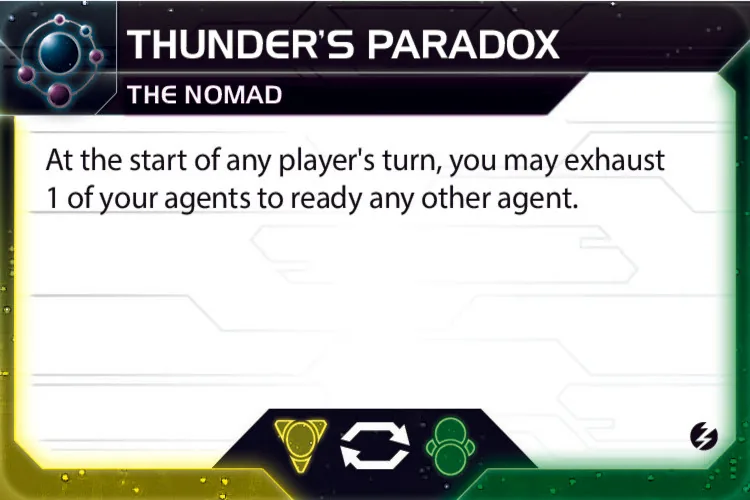 THUNDER'S PARADOX
THE NOMAD
At the start of any player's turn, you may exhaust
1 of your agents to ready any other agent.